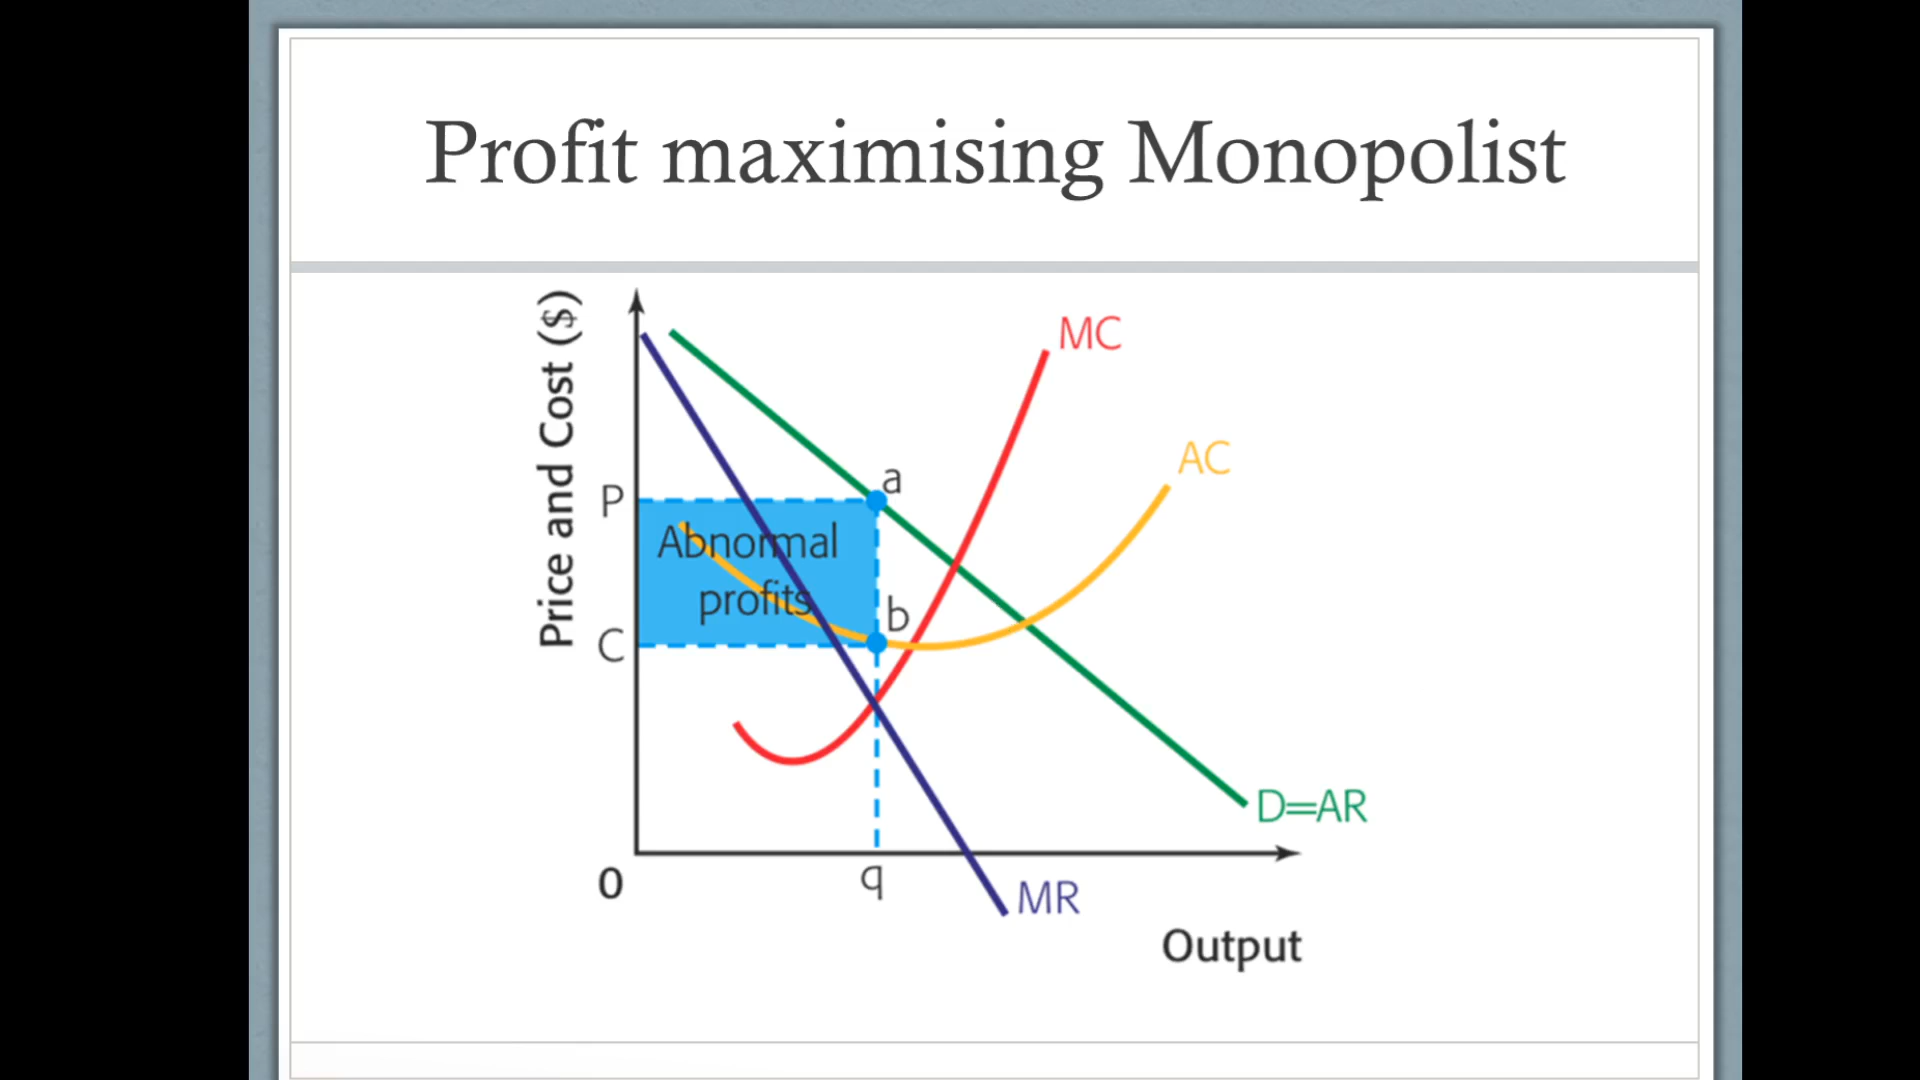 Profit maximising Monopolist
Price and Cost ($)
MC
AC
a
P
Abnormal
profits
b
C
D=AR
0
q
MR
Output